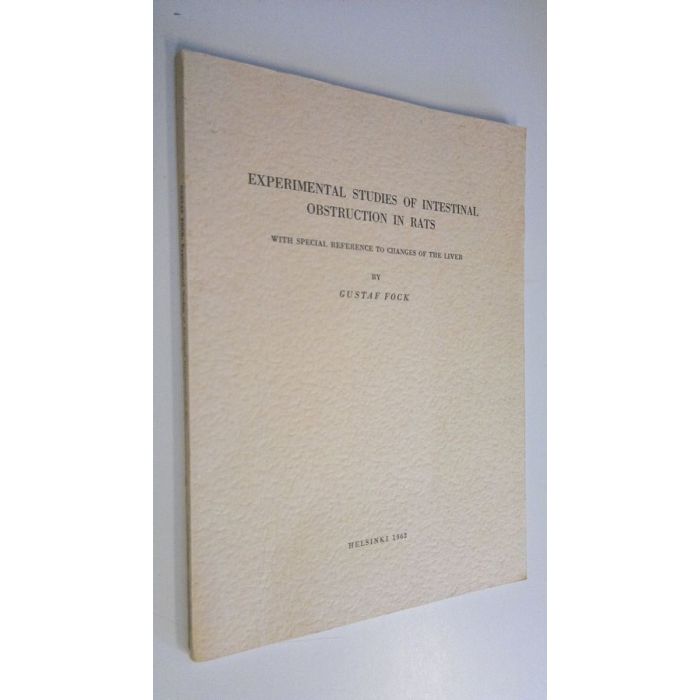 EXPERIMENTAL STUDIES OF INTESTINAL
OBSTRUCTION IN RATS
WITH SPECIAL REFERENCE TO CHANGES OF THE LIVER
BY
GUSTAF FOCK
HELSINKI 1962